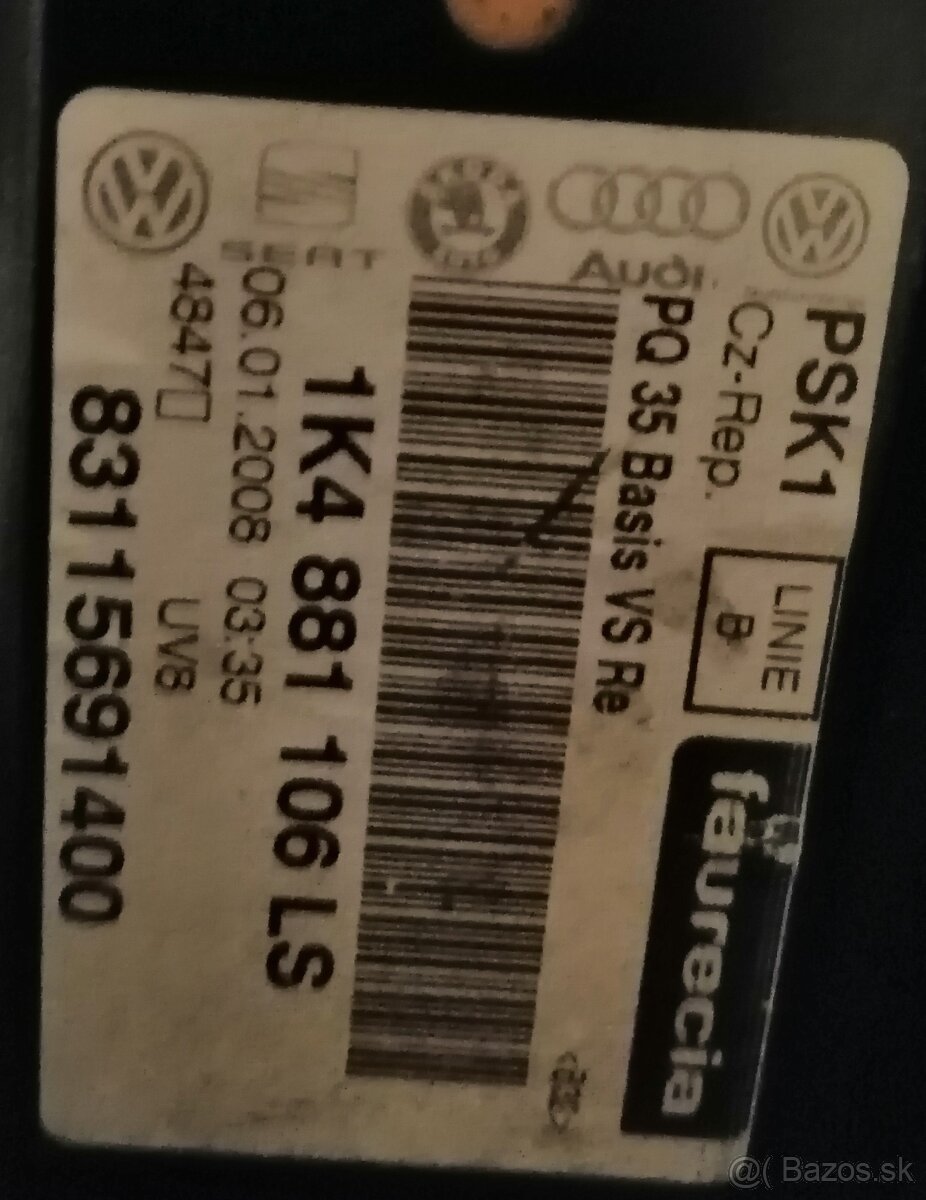 PSK1
LINIE
B
faurecia
Cz-Rep.
PQ 35 Basis VS Re
Audi
SEAT
1K4 881 106 LS
06.01.2008 03:35
4847 UV8
83115691400
@( Bazos.sk